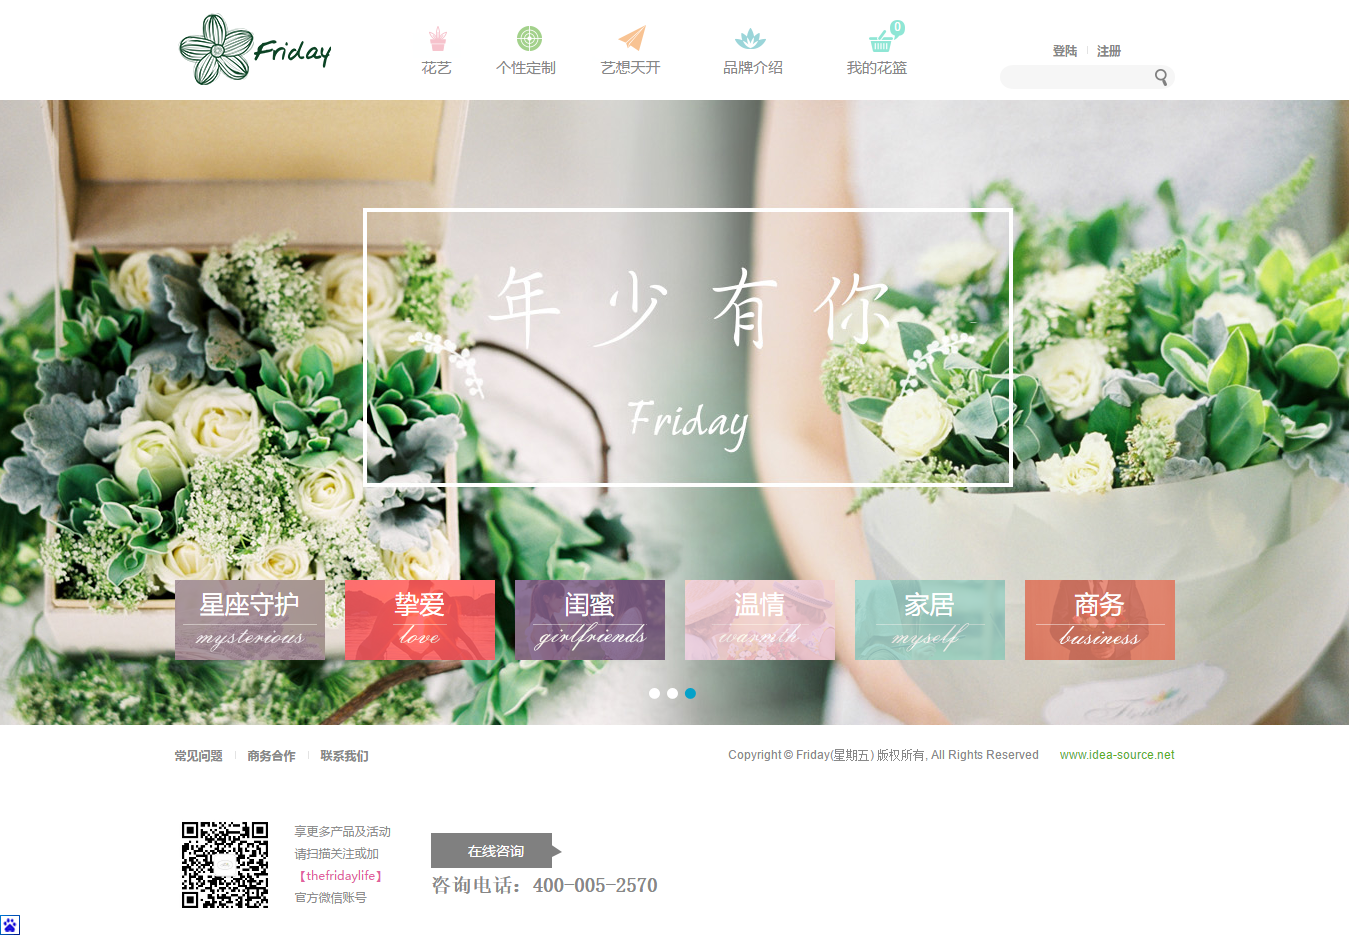 Friday
花艺
个性定制
艺想天开
品牌介绍
0
我的花篮
登陆
注册
年少有你
Friday
星座守护
mysterious
挚爱
love
闺蜜
girlfriends
温情
warmth
家居
myself
商务
business
Friday
常见问题
商务合作
联系我们
Copyright © Friday(星期五) 版权所有, All Rights Reserved
www.idea-source.net
享更多产品及活动
请扫描关注或加
【thefridaylife】
官方微信账号
在线咨询
咨询电话：400-005-2570